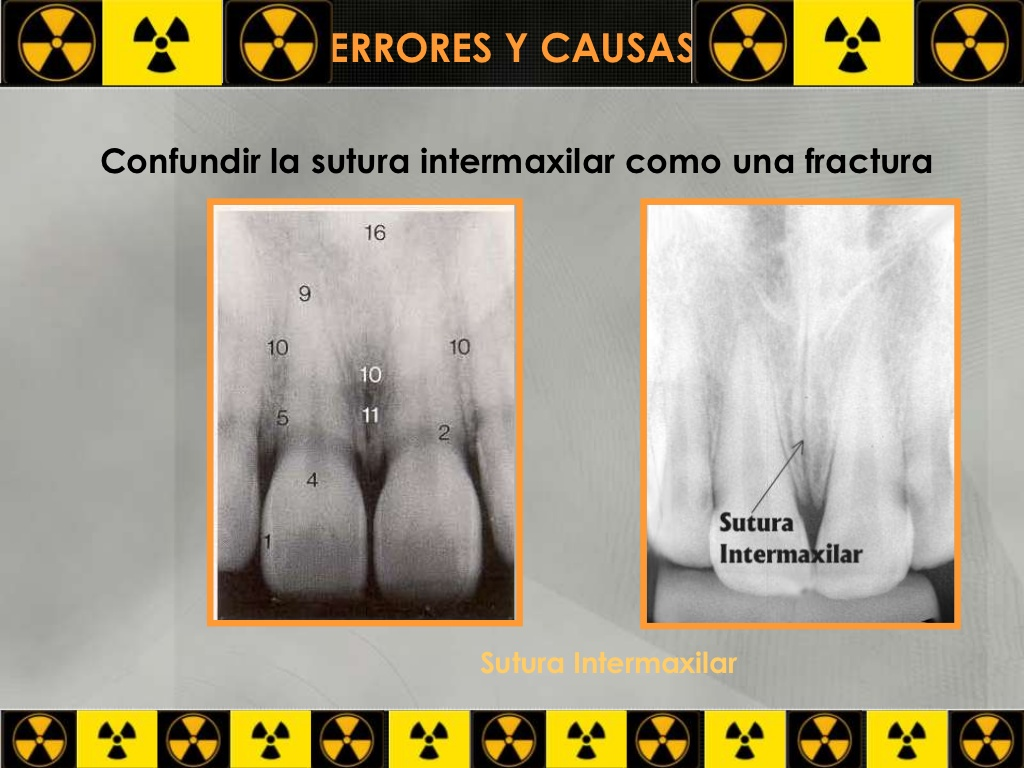 ERRORES Y CAUSAS
Confundir la sutura intermaxilar como una fractura
16
9
10
10
10
5
11
2
4
1
Sutura
Intermaxilar
Sutura Intermaxilar